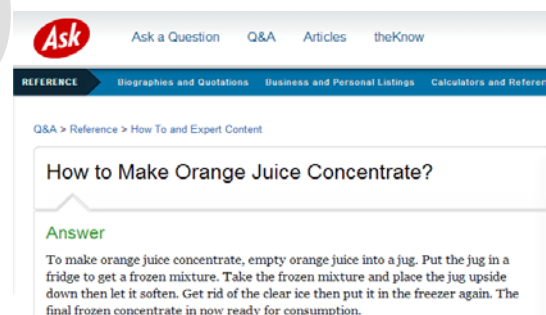 Ask
Ask a Question Q&A Articles theKnow
REFERENCE Biographies and Quotations Business and Personal Listings Calculators and
Q&A > Reference > How To and Expert Content
How to Make Orange Juice Concentrate?
Answer
To make orange juice concentrate, empty orange juice into a jug. Put the jug in a
fridge to get a frozen mixture. Take the frozen mixture and place the jug upside
down then let it soften. Get rid of the clear ice then put it in the freezer again. The
final frozen concentrate in now ready for consumption.